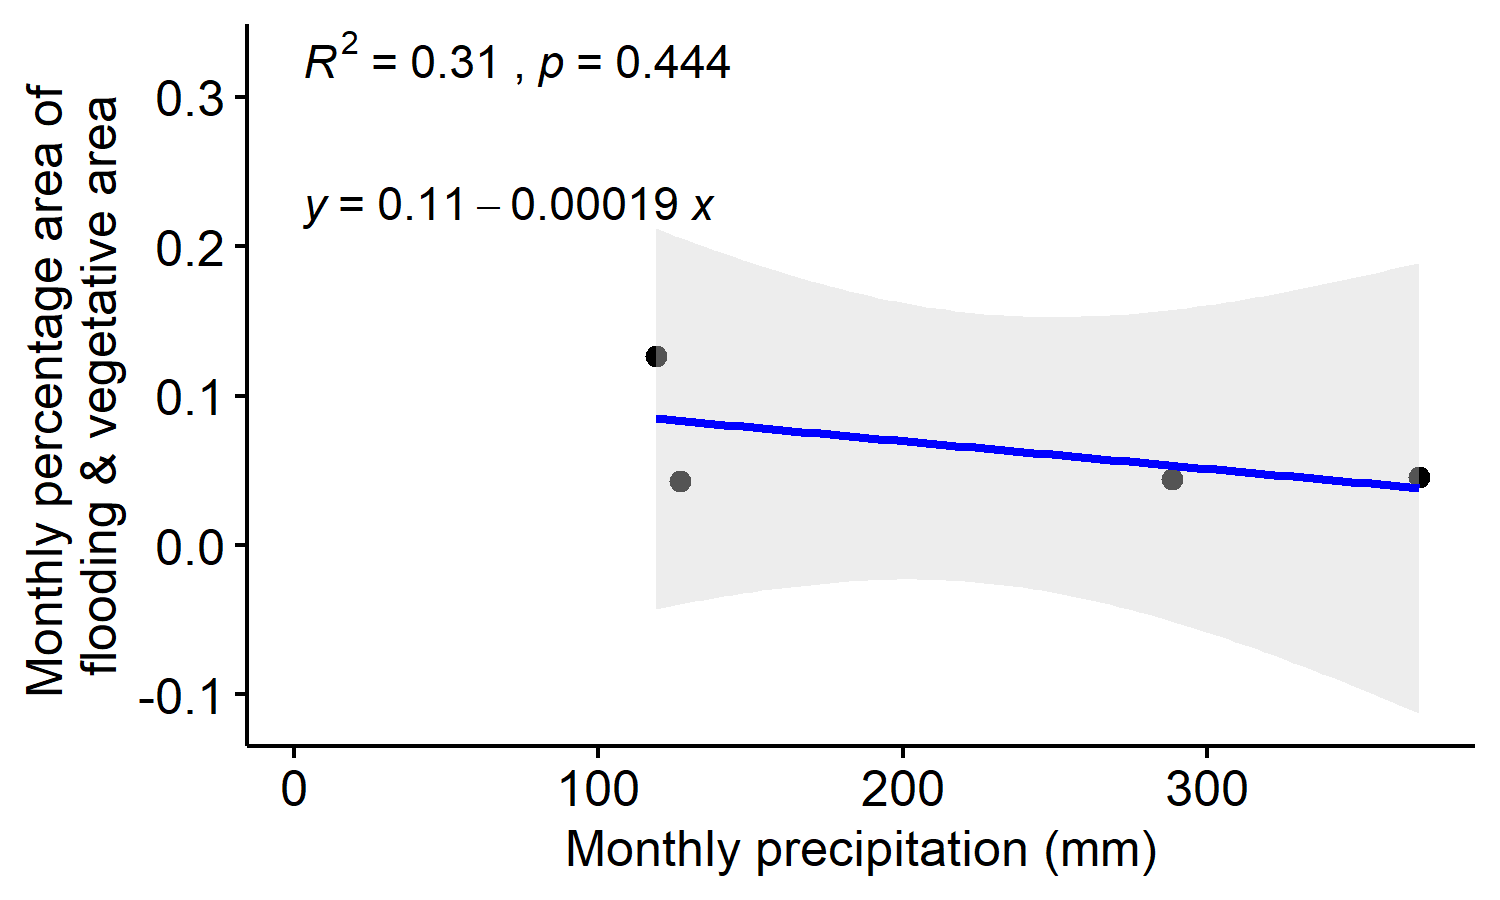 R² = 0.31 , p = 0.444
y = 0.11 – 0.00019 x
Monthly percentage area of
flooding & vegetative area
0.3
0.2
0.1
0.0
-0.1
0 100 200 300
Monthly precipitation (mm)